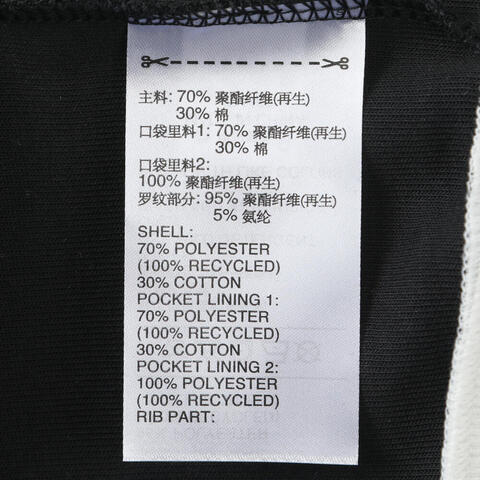 主料: 70% 聚酯纤维(再生)
30% 棉
口袋里料1: 70% 聚酯纤维(再生)
30% 棉
口袋里料2:
100% 聚酯纤维(再生)
罗纹部分: 95% 聚酯纤维(再生)
5% 氨纶
SHELL:
70% POLYESTER
(100% RECYCLED)
30% COTTON
POCKET LINING 1:
70% POLYESTER
(100% RECYCLED)
30% COTTON
POCKET LINING 2:
100% POLYESTER
(100% RECYCLED)
RIB PART: